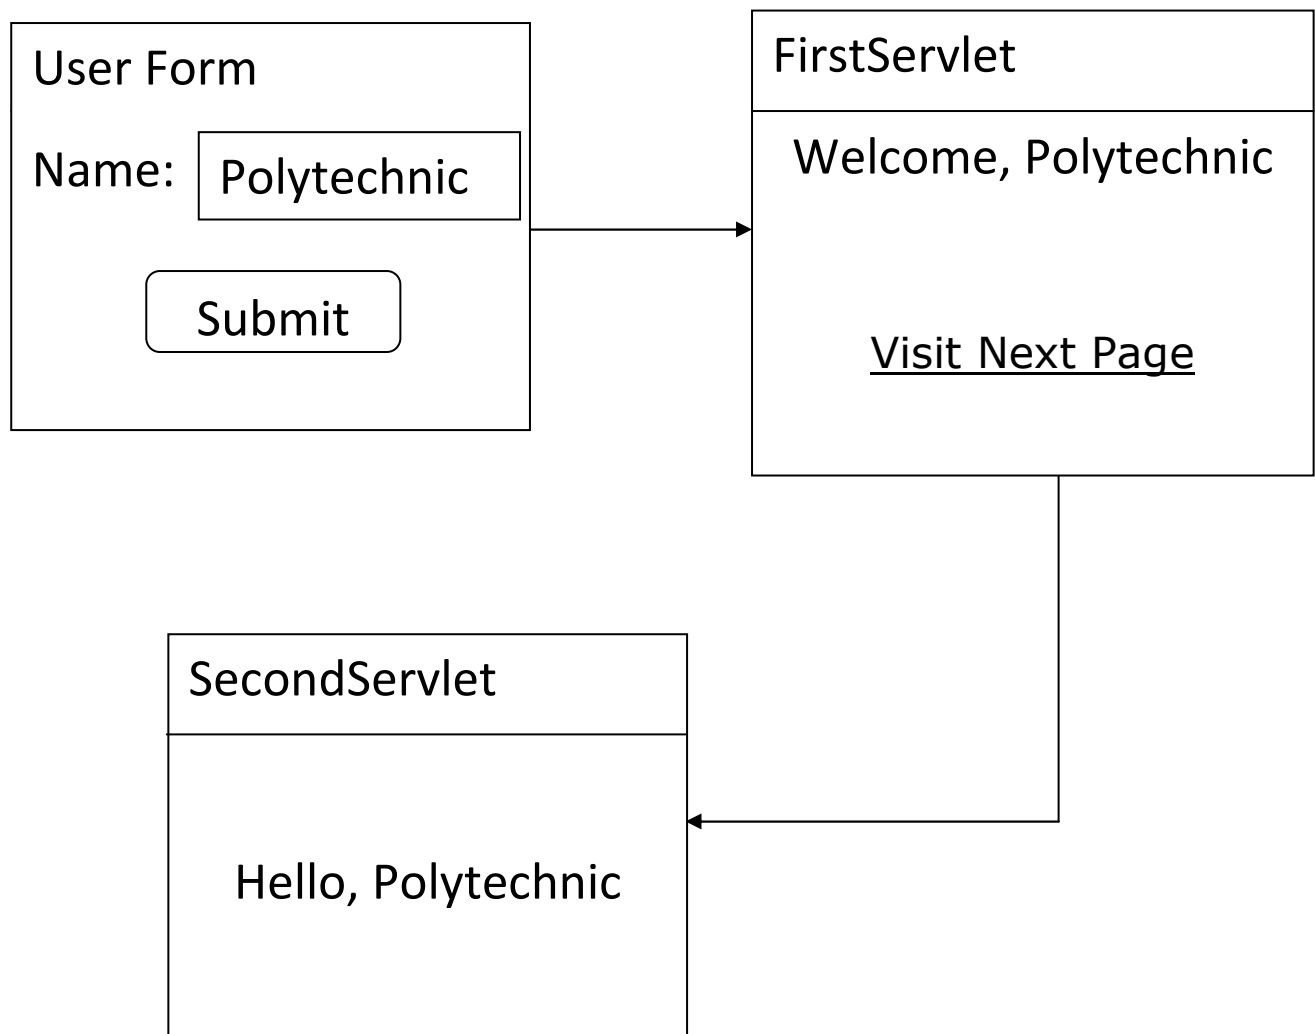 User Form
Name: Polytechnic
Submit
FirstServlet
Welcome, Polytechnic
Visit Next Page
SecondServlet
Hello, Polytechnic